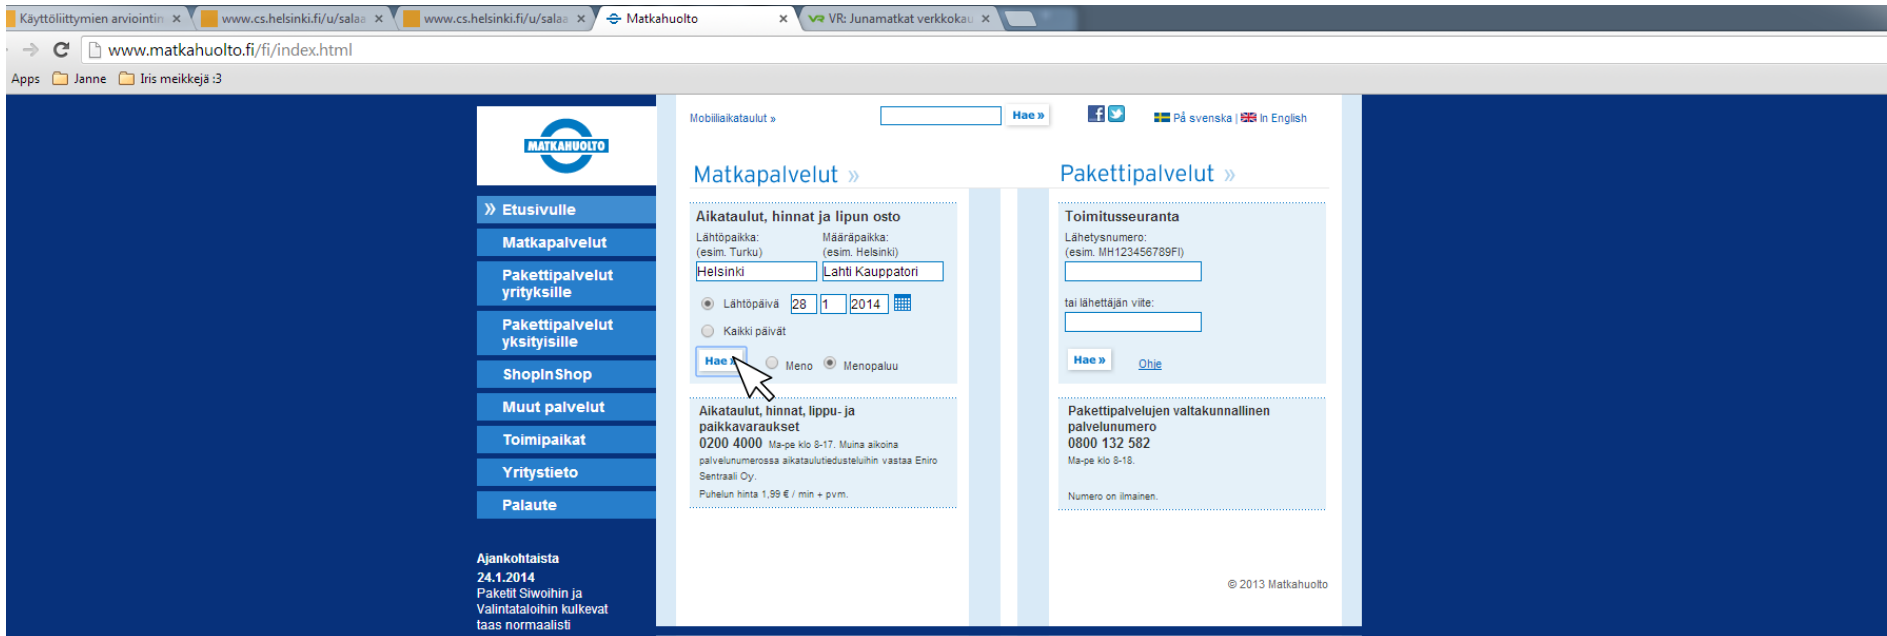 Käyttöliittymien arviointin
www.cs.helsinki.fi/u/salaa
www.cs.helsinki.fi/u/salaa
Matkahuolto
VR: Junamatkat verkkokau
www.matkahuolto.fi/fi/index.html
Apps
Janne
Iris meikkejä :3
MATKAHUOLTO
» Etusivulle
Matkapalvelut
Pakettipalvelut
yrityksille
Pakettipalvelut
yksityisille
ShopInShop
Muut palvelut
Toimipaikat
Yritystieto
Palaute
Ajankohtaista
24.1.2014
Paketit Siwoihin ja
Valintataloihin kulkevat
taas normaalisti
Mobiiliaikataulut »
Hae »
På svenska | In English
Matkapalvelut »
Aikataulut, hinnat ja lipun osto
Lähtöpaikka: Määräpaikka:
(esim. Turku) (esim. Helsinki)
Helsinki Lahti Kauppatori
Lähtöpäivä 28 1 2014
Kaikki päivät
Hae » Meno Menopaluu
Aikataulut, hinnat, lippu- ja
paikkavaraukset
0200 4000 Ma-pe klo 8-17. Muina aikoina
palvelunumerossa aikataulutiedusteluihin vastaa Eniro
Sentraali Oy.
Puhelun hinta 1,99 € / min + pvm.
Pakettipalvelut »
Toimitusseuranta
Lähetysnumero:
(esim. MH123456789FI)
tai lähettäjän viite:
Hae » Ohje
Pakettipalvelujen valtakunnallinen
palvelunumero
0800 132 582
Ma-pe klo 8-18.
Numero on ilmainen.
© 2013 Matkahuolto